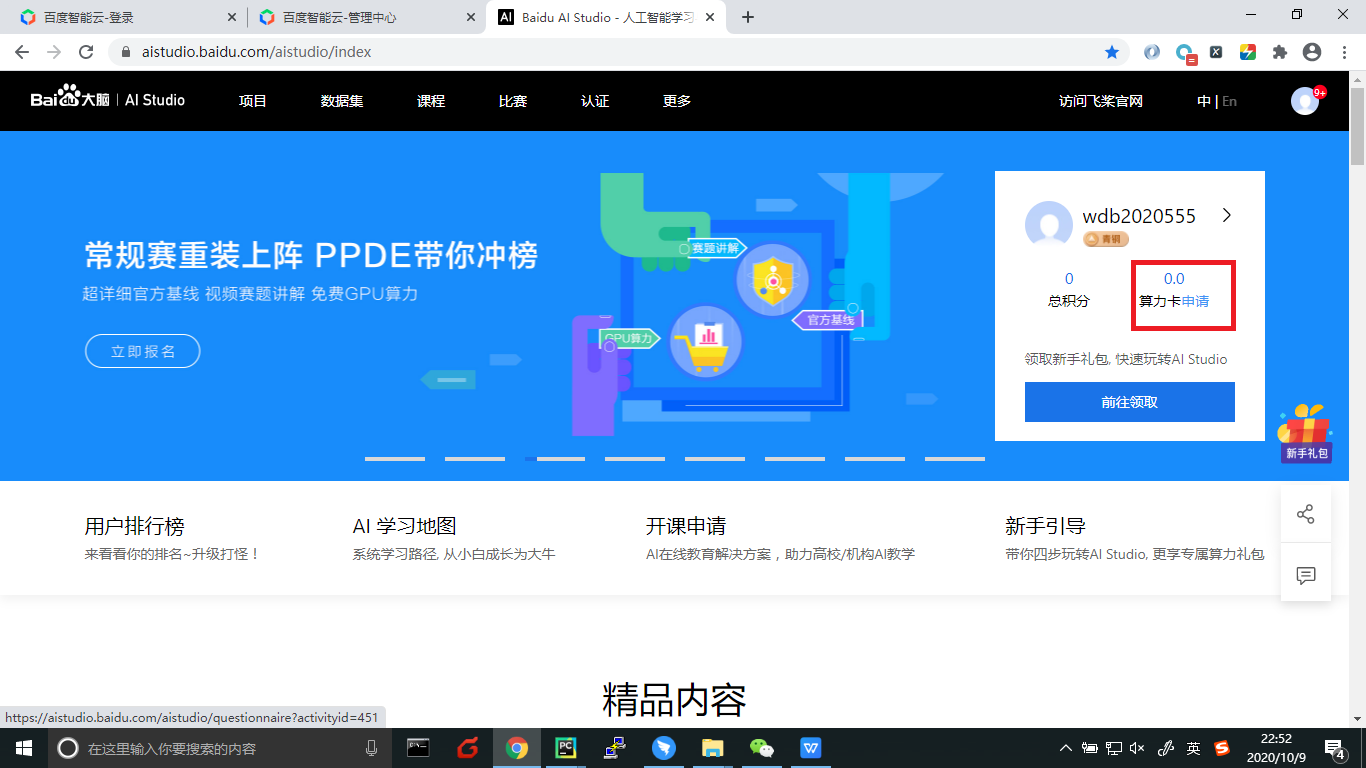 百度智能云-登录
百度智能云-管理中心
Baidu AI Studio - 人工智能学习
aistudio.baidu.com/aistudio/index
Bai du 大脑 | AI Studio
项目
数据集
课程
比赛
认证
更多
访问飞桨官网
中 | En
9+
常规赛重装上阵 PPDE带你冲榜
超详细官方基线 视频赛题讲解 免费GPU算力
立即报名
赛题讲解
官方基线
GPU算力
wdb2020555
青铜
0
总积分
0.0
算力卡申请
领取新手礼包, 快速玩转AI Studio
前往领取
新手礼包
用户排行榜
来看看你的排名~升级打怪！
AI 学习地图
系统学习路径, 从小白成长为大牛
开课申请
AI在线教育解决方案，助力高校/机构AI教学
新手引导
带你四步玩转AI Studio, 更享专属算力礼包
精品内容
https://aistudio.baidu.com/aistudio/questionnaire?activityid=451
在这里输入你要搜索的内容
英
22:52
2020/10/9
4